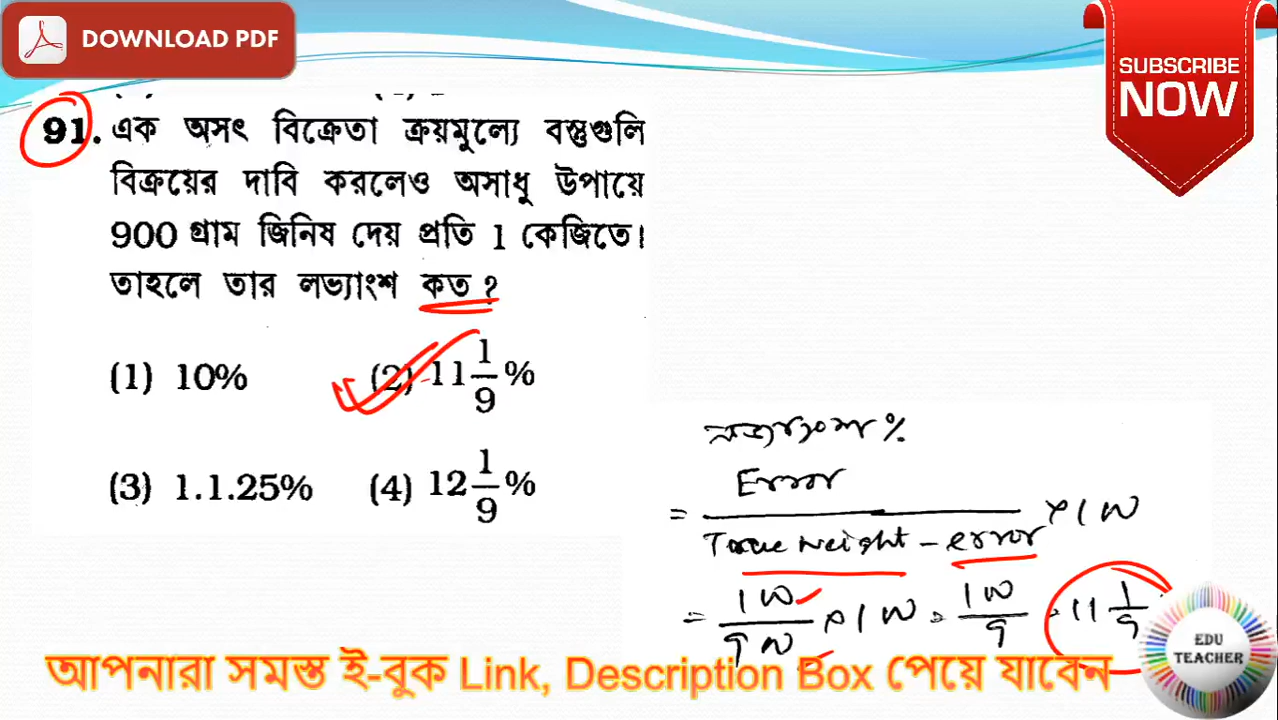 DOWNLOAD PDF
SUBSCRIBE
NOW
91. এক অসৎ বিক্রেতা ক্রয়মুল্যে বস্তুগুলি
বিক্রয়ের দাবি করলেও অসাধু উপায়ে
900 গ্রাম জিনিষ দেয় প্রতি 1 কেজিতে।
তাহলে তার লভ্যাংশ কত ?
(1) 10% (2) 11 1/9 %
(3) 1.1.25% (4) 12 1/9 %
লভ্যাংশ %
Error
= ――― × 100
True weight - error
= 100/900 × 100 = 100/9 = 11 1/9
EDU
TEACHER
আপনারা সমস্ত ই-বুক Link, Description Box পেয়ে যাবেন